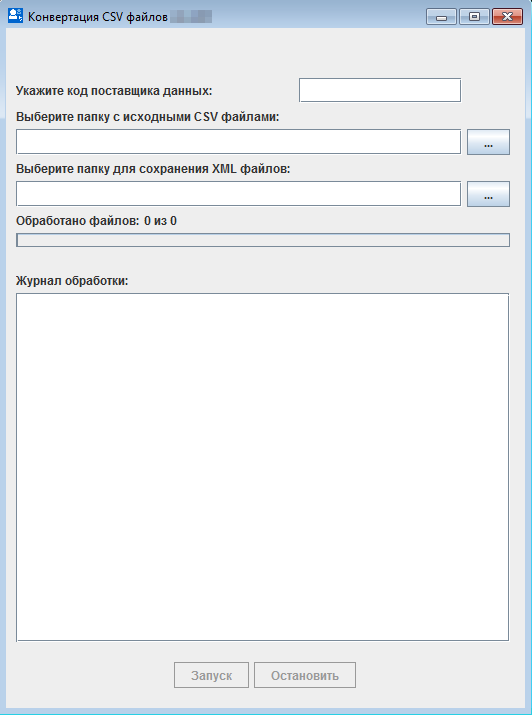 Конвертация CSV файлов
Укажите код поставщика данных:
Выберите папку с исходными CSV файлами:
...
Выберите папку для сохранения XML файлов:
...
Обработано файлов: 0 из 0
Журнал обработки:
Запуск Остановить